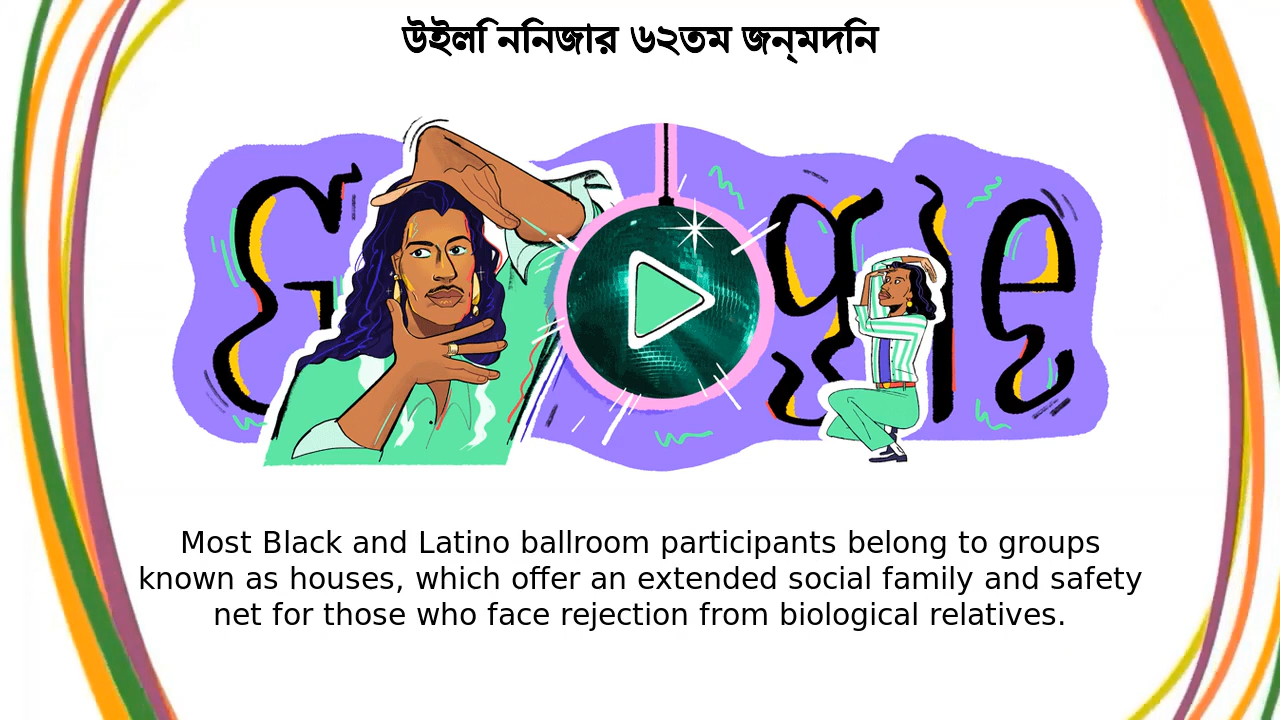 উইলি নিনজার ৬২তম জন্মদিন
Google
Most Black and Latino ballroom participants belong to groups
known as houses, which offer an extended social family and safety
net for those who face rejection from biological relatives.